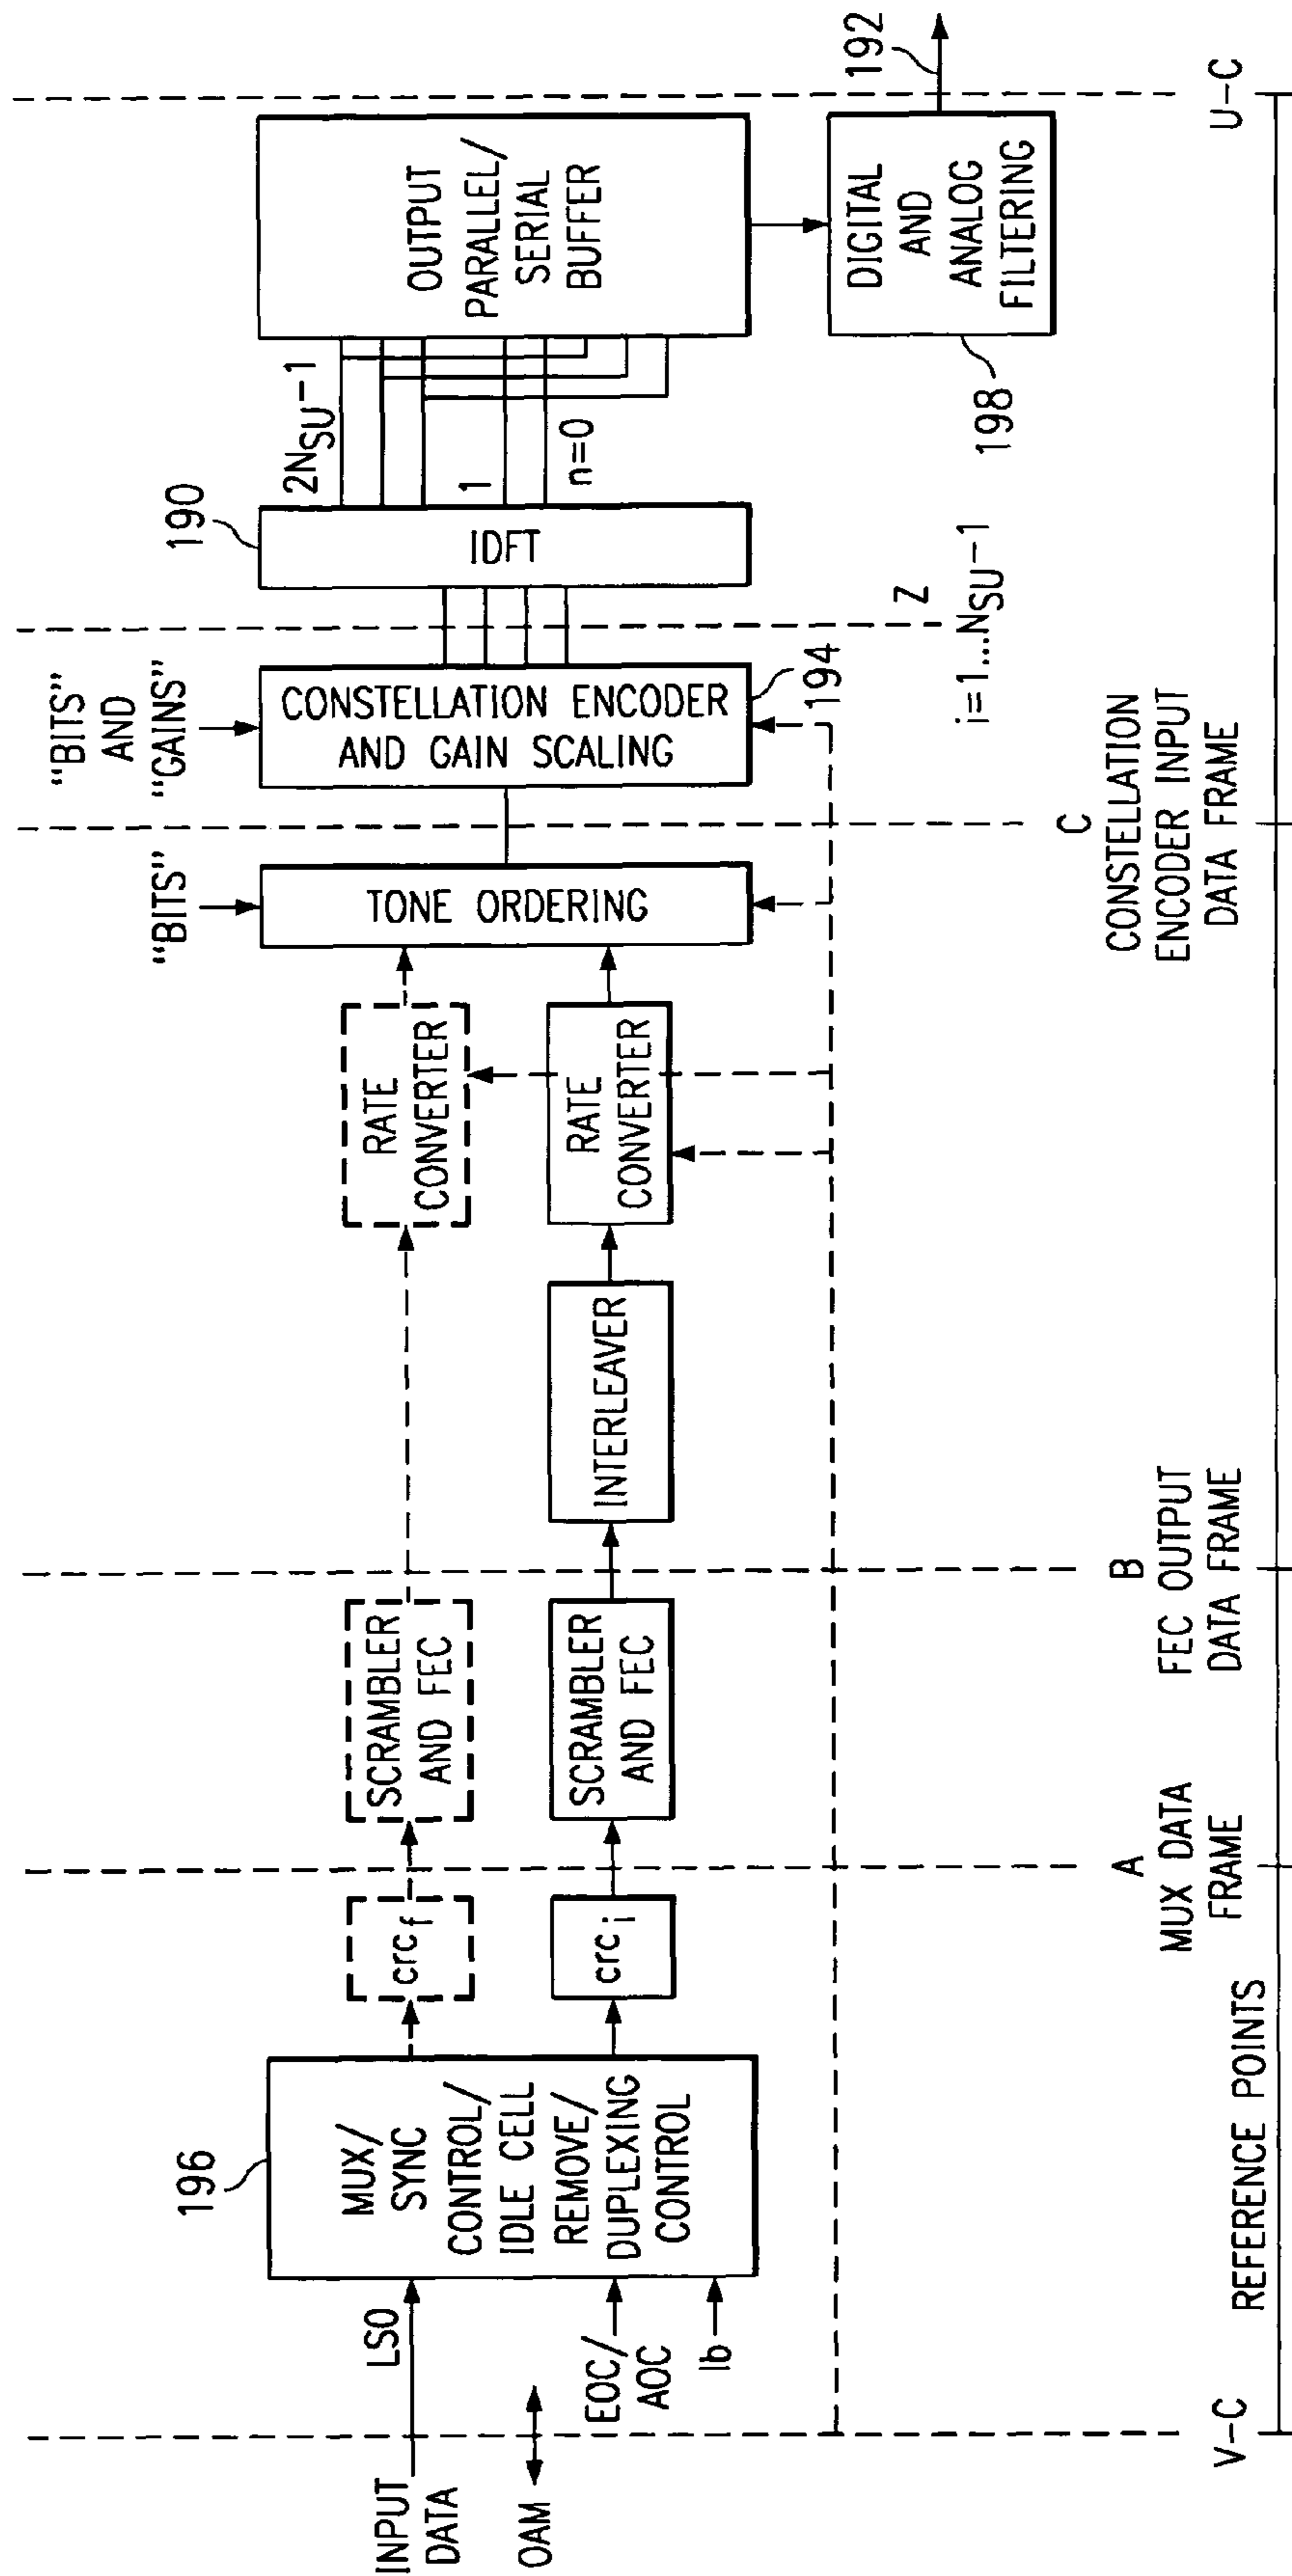 INPUT
DATA
OAM
LS0
EOC/
AOC
Ib
196
MUX/
SYNC
CONTROL/
IDLE CELL
REMOVE/
DUPLEXING
CONTROL
crcf
crci
SCRAMBLER
AND FEC
SCRAMBLER
AND FEC
INTERLEAVER
RATE
CONVERTER
RATE
CONVERTER
"BITS"
TONE ORDERING
"BITS"
AND
"GAINS"
CONSTELLATION ENCODER
AND GAIN SCALING
194
190
IDFT
2NSU-1
1
n=0
OUTPUT
PARALLEL/
SERIAL
BUFFER
DIGITAL
AND
ANALOG
FILTERING
198
192
Z
i=1...NSU-1
V-C
REFERENCE POINTS
A
MUX DATA
FRAME
B
FEC OUTPUT
DATA FRAME
C
CONSTELLATION
ENCODER INPUT
DATA FRAME
U-C